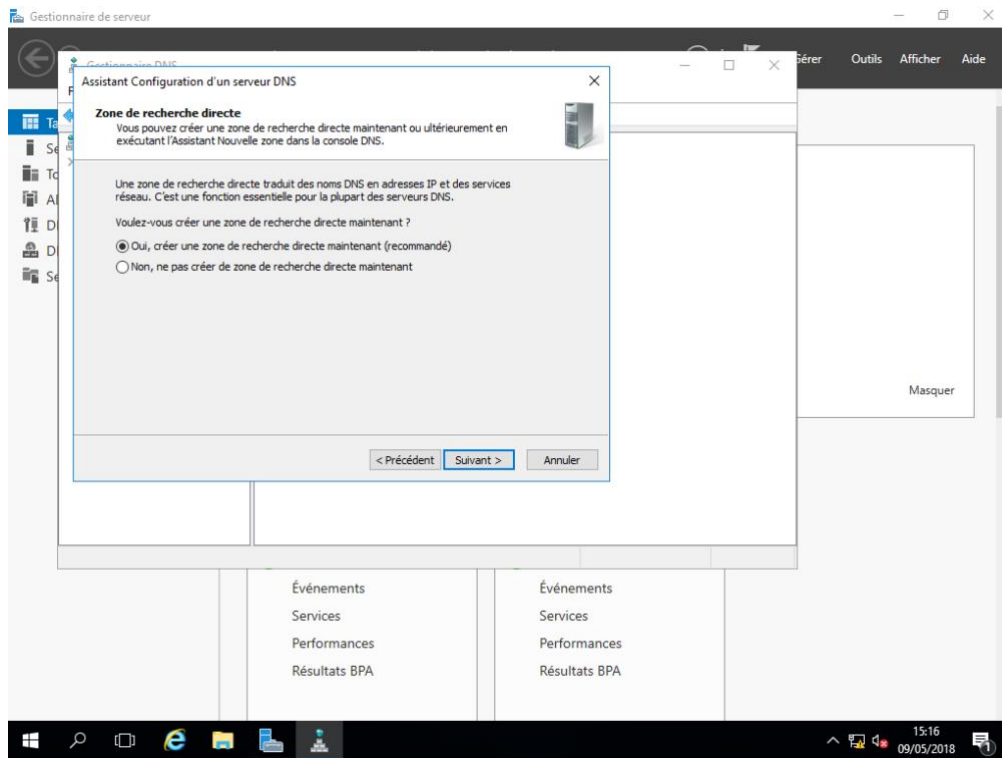 Gestionnaire de serveur
Gérer Outils Afficher Aide
Gestionnaire DNS
Assistant Configuration d'un serveur DNS
Zone de recherche directe
Vous pouvez créer une zone de recherche directe maintenant ou ultérieurement en
exécutant l'Assistant Nouvelle zone dans la console DNS.
Une zone de recherche directe traduit des noms DNS en adresses IP et des services
réseau. C'est une fonction essentielle pour la plupart des serveurs DNS.
Voulez-vous créer une zone de recherche directe maintenant ?
Oui, créer une zone de recherche directe maintenant (recommandé)
Non, ne pas créer de zone de recherche directe maintenant
< Précédent Suivant > Annuler
Masquer
Événements Événements
Services Services
Performances Performances
Résultats BPA Résultats BPA
15:16
09/05/2018
1